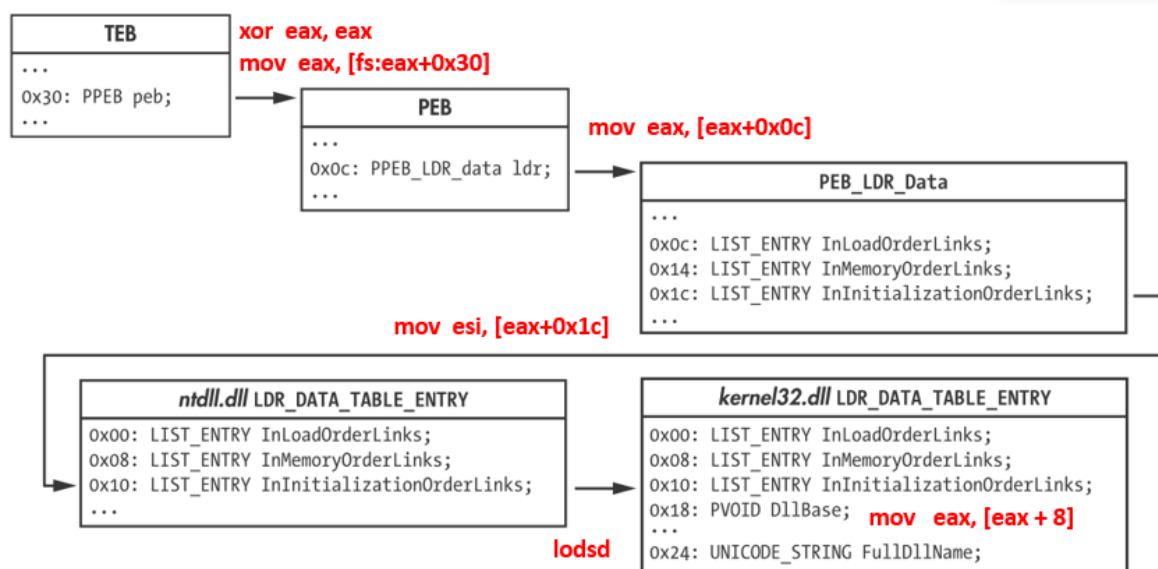 TEB
xor eax, eax
mov eax, [fs:eax+0x30]
...
0x30: PPEB peb;
...
PEB
...
0x0c: PPEB_LDR_data ldr;
...
mov eax, [eax+0x0c]
PEB_LDR_Data
...
0x0c: LIST_ENTRY InLoadOrderLinks;
0x14: LIST_ENTRY InMemoryOrderLinks;
0x1c: LIST_ENTRY InInitializationOrderLinks;
...
mov esi, [eax+0x1c]
ntdll.dll LDR_DATA_TABLE_ENTRY
0x00: LIST_ENTRY InLoadOrderLinks;
0x08: LIST_ENTRY InMemoryOrderLinks;
0x10: LIST_ENTRY InInitializationOrderLinks;
...
lodsd
kernel32.dll LDR_DATA_TABLE_ENTRY
0x00: LIST_ENTRY InLoadOrderLinks;
0x08: LIST_ENTRY InMemoryOrderLinks;
0x10: LIST_ENTRY InInitializationOrderLinks;
0x18: PVOID DllBase;
mov eax, [eax + 8]
...
0x24: UNICODE_STRING FullDllName;